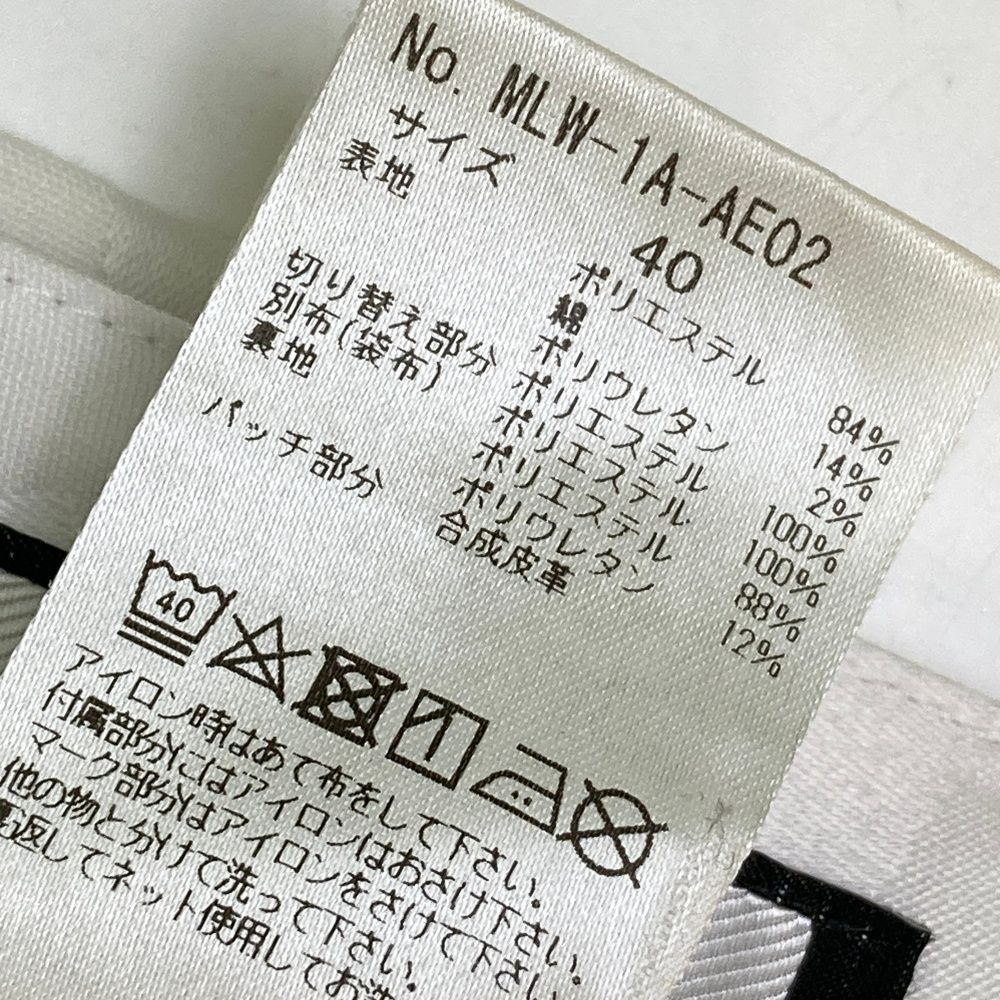 No. MLW-1A-AE02
サイズ 40
表地 ポリエステル 84%
綿 14%
ポリウレタン 2%
切り替え部分 ポリエステル 100%
別布(袋布) ポリエステル 100%
裏地 ポリエステル 88%
ポリウレタン 12%
パッチ部分 合成皮革
40
アイロン時はあて布をして下さい。
付属部分にはアイロンはおさけ下さい。
マーク部分はアイロンをさけて下さい
他の物と分けて洗って下さい。
裏返してネット使用してお洗